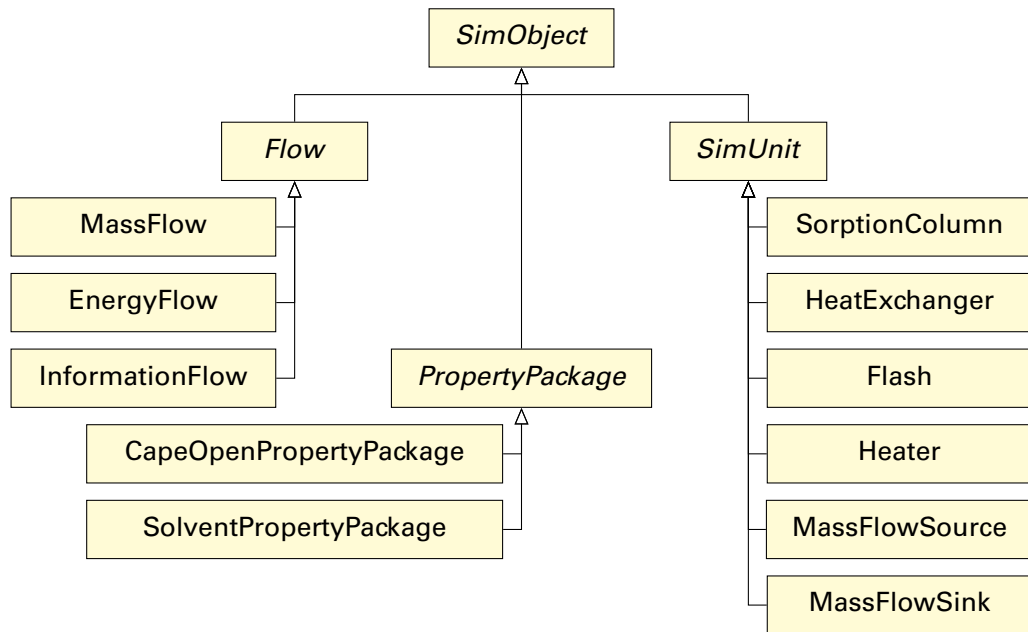 SimObject
Flow
SimUnit
MassFlow
SorptionColumn
EnergyFlow
HeatExchanger
InformationFlow
PropertyPackage
Flash
CapeOpenPropertyPackage
Heater
SolventPropertyPackage
MassFlowSource
MassFlowSink